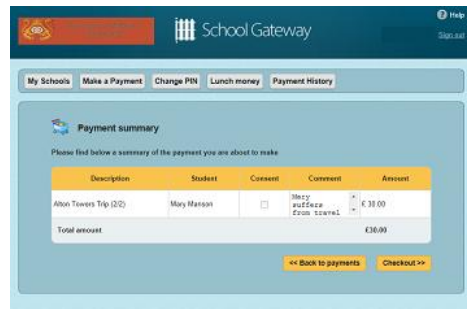 School Gateway
Help
Sign out
My Schools Make a Payment Change PIN Lunch money Payment History
Payment summary
Please find below a summary of the payment you are about to make
Description Student Consent Comment Amount
Alton Towers Trip (2/2) Mary Manson Mary suffers from travel £ 30.00
Total amount £30.00
<< Back to payments Checkout >>